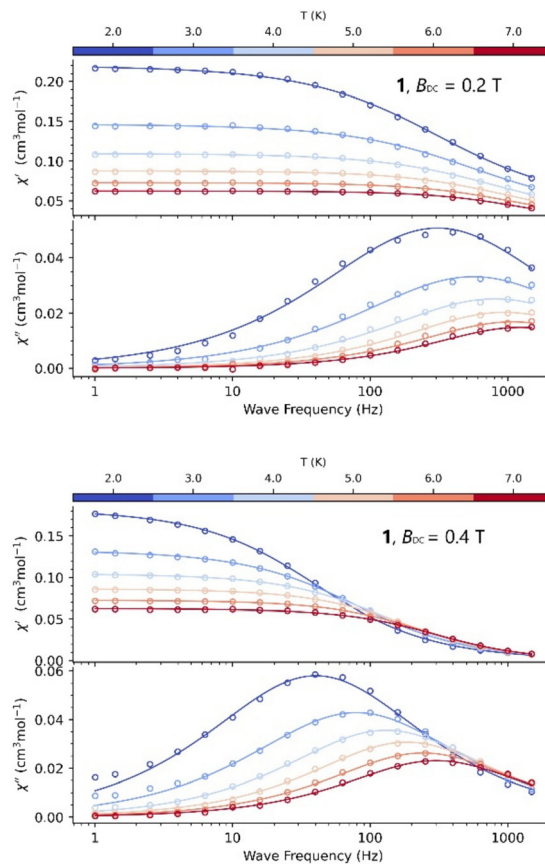 T (K)
2.0 3.0 4.0 5.0 6.0 7.0
1, B_DC = 0.2 T
χ' (cm³mol⁻¹)
0.20
0.15
0.10
0.05
χ'' (cm³mol⁻¹)
0.04
0.02
0.00
1 10 100 1000
Wave Frequency (Hz)
T (K)
2.0 3.0 4.0 5.0 6.0 7.0
1, B_DC = 0.4 T
χ' (cm³mol⁻¹)
0.15
0.10
0.05
0.00
χ'' (cm³mol⁻¹)
0.06
0.04
0.02
0.00
1 10 100 1000
Wave Frequency (Hz)